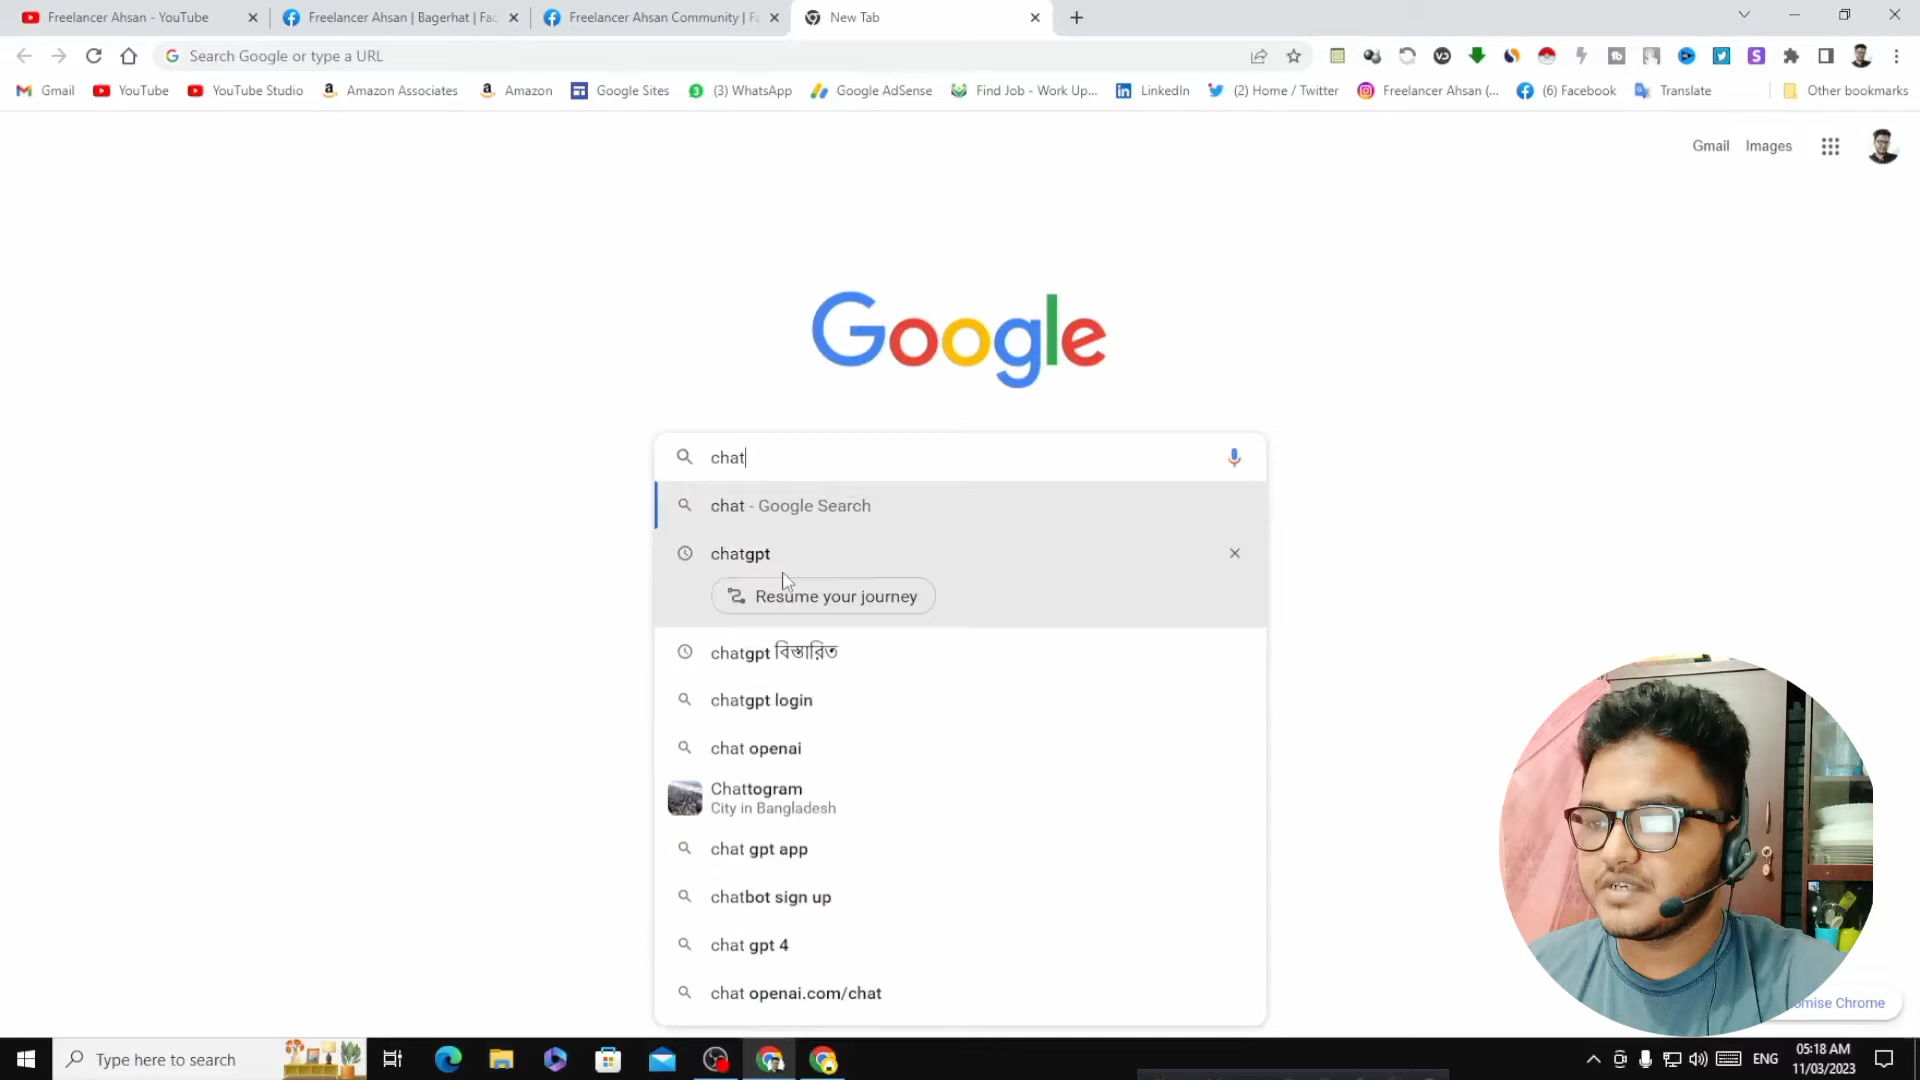 Freelancer Ahsan - YouTube
Freelancer Ahsan | Bagerhat | Fac
Freelancer Ahsan Community | Fa
New Tab
Search Google or type a URL
Gmail
YouTube
YouTube Studio
Amazon Associates
Amazon
Google Sites
(3) WhatsApp
Google AdSense
Find Job - Work Up...
LinkedIn
(2) Home / Twitter
Freelancer Ahsan (...
(6) Facebook
Translate
Other bookmarks
Gmail
Images
Google
chat
chat - Google Search
chatgpt
Resume your journey
chatgpt বিস্তারিত
chatgpt login
chat openai
Chattogram
City in Bangladesh
chat gpt app
chatbot sign up
chat gpt 4
chat openai.com/chat
omise Chrome
Type here to search
ENG
05:18 AM
11/03/2023